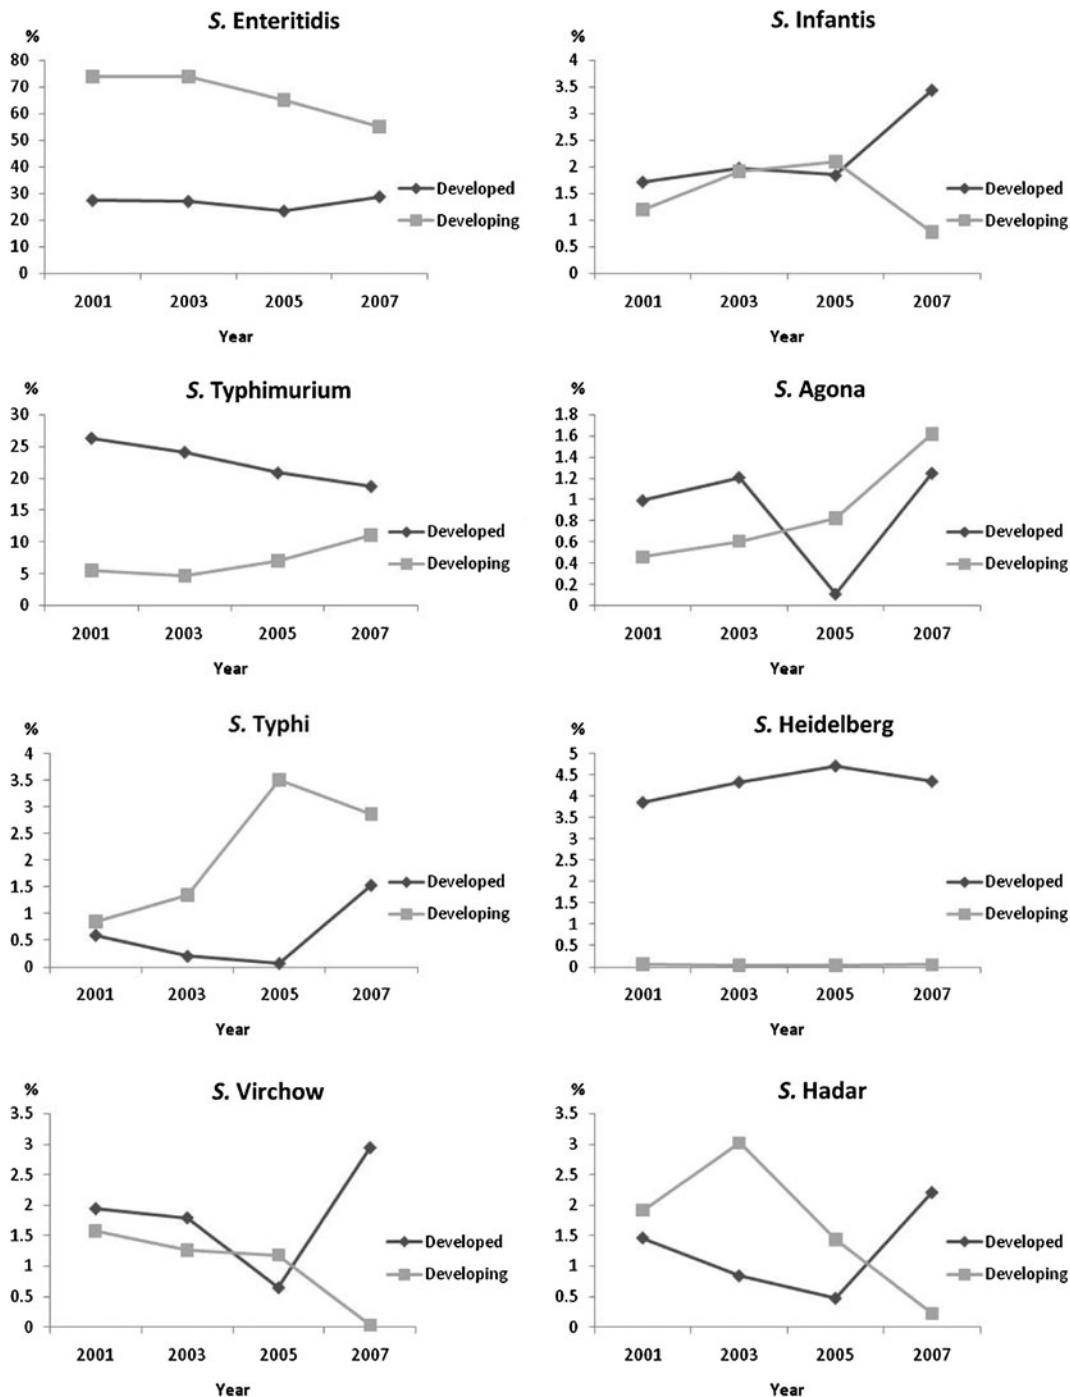 S. Enteritidis
%
80
70
60
50
40
30
20
10
0
Developed
Developing
2001 2003 2005 2007
Year
S. Infantis
%
4
3.5
3
2.5
2
1.5
1
0.5
0
Developed
Developing
2001 2003 2005 2007
Year
S. Typhimurium
%
30
25
20
15
10
5
0
Developed
Developing
2001 2003 2005 2007
Year
S. Agona
%
1.8
1.6
1.4
1.2
1
0.8
0.6
0.4
0.2
0
Developed
Developing
2001 2003 2005 2007
Year
S. Typhi
%
4
3.5
3
2.5
2
1.5
1
0.5
0
Developed
Developing
2001 2003 2005 2007
Year
S. Heidelberg
%
5
4.5
4
3.5
3
2.5
2
1.5
1
0.5
0
Developed
Developing
2001 2003 2005 2007
Year
S. Virchow
%
3.5
3
2.5
2
1.5
1
0.5
0
Developed
Developing
2001 2003 2005 2007
Year
S. Hadar
%
3.5
3
2.5
2
1.5
1
0.5
0
Developed
Developing
2001 2003 2005 2007
Year